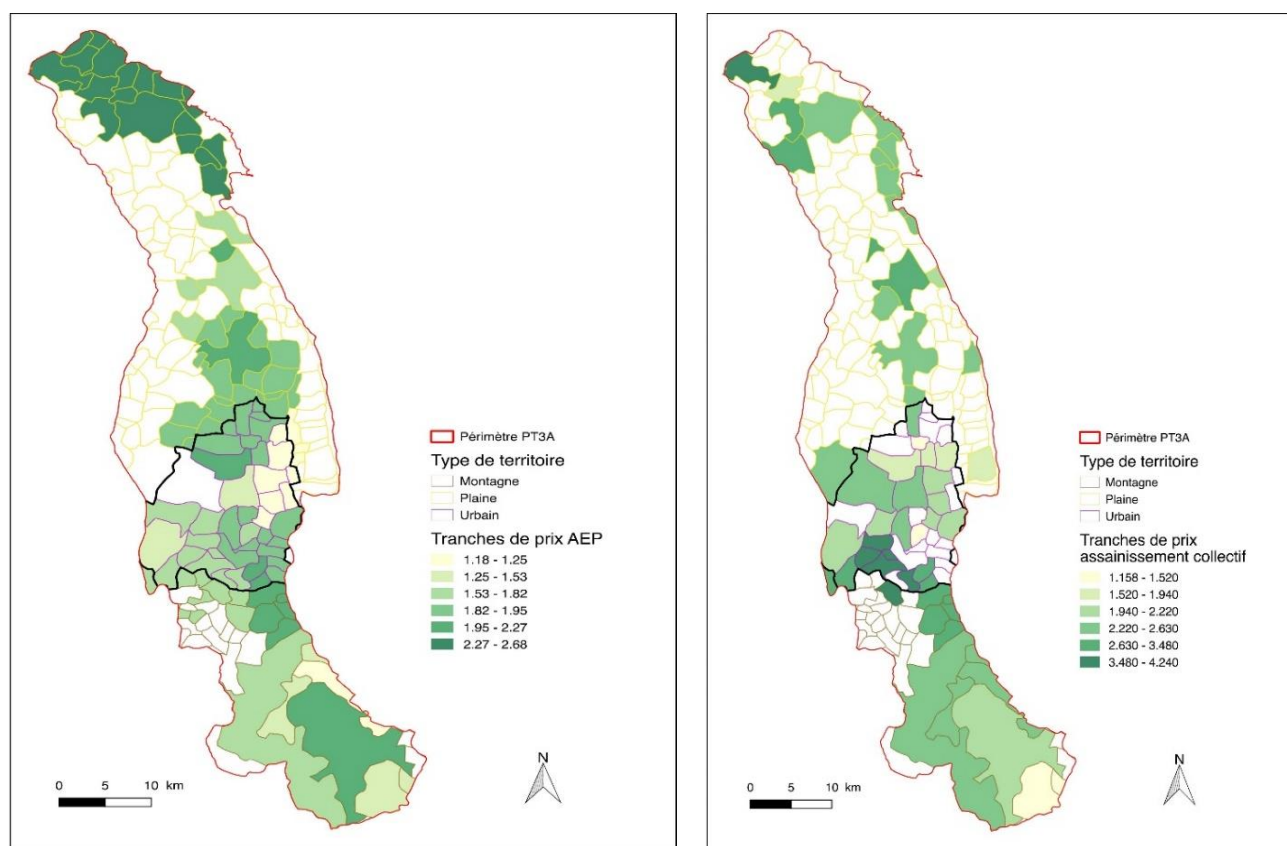 Périmètre PT3A
Type de territoire
Montagne
Plaine
Urbain
Tranches de prix AEP
1.18 - 1.25
1.25 - 1.53
1.53 - 1.82
1.82 - 1.95
1.95 - 2.27
2.27 - 2.68
0 5 10 km
N
Périmètre PT3A
Type de territoire
Montagne
Plaine
Urbain
Tranches de prix
assainissement collectif
1.158 - 1.520
1.520 - 1.940
1.940 - 2.220
2.220 - 2.630
2.630 - 3.480
3.480 - 4.240
0 5 10 km
N